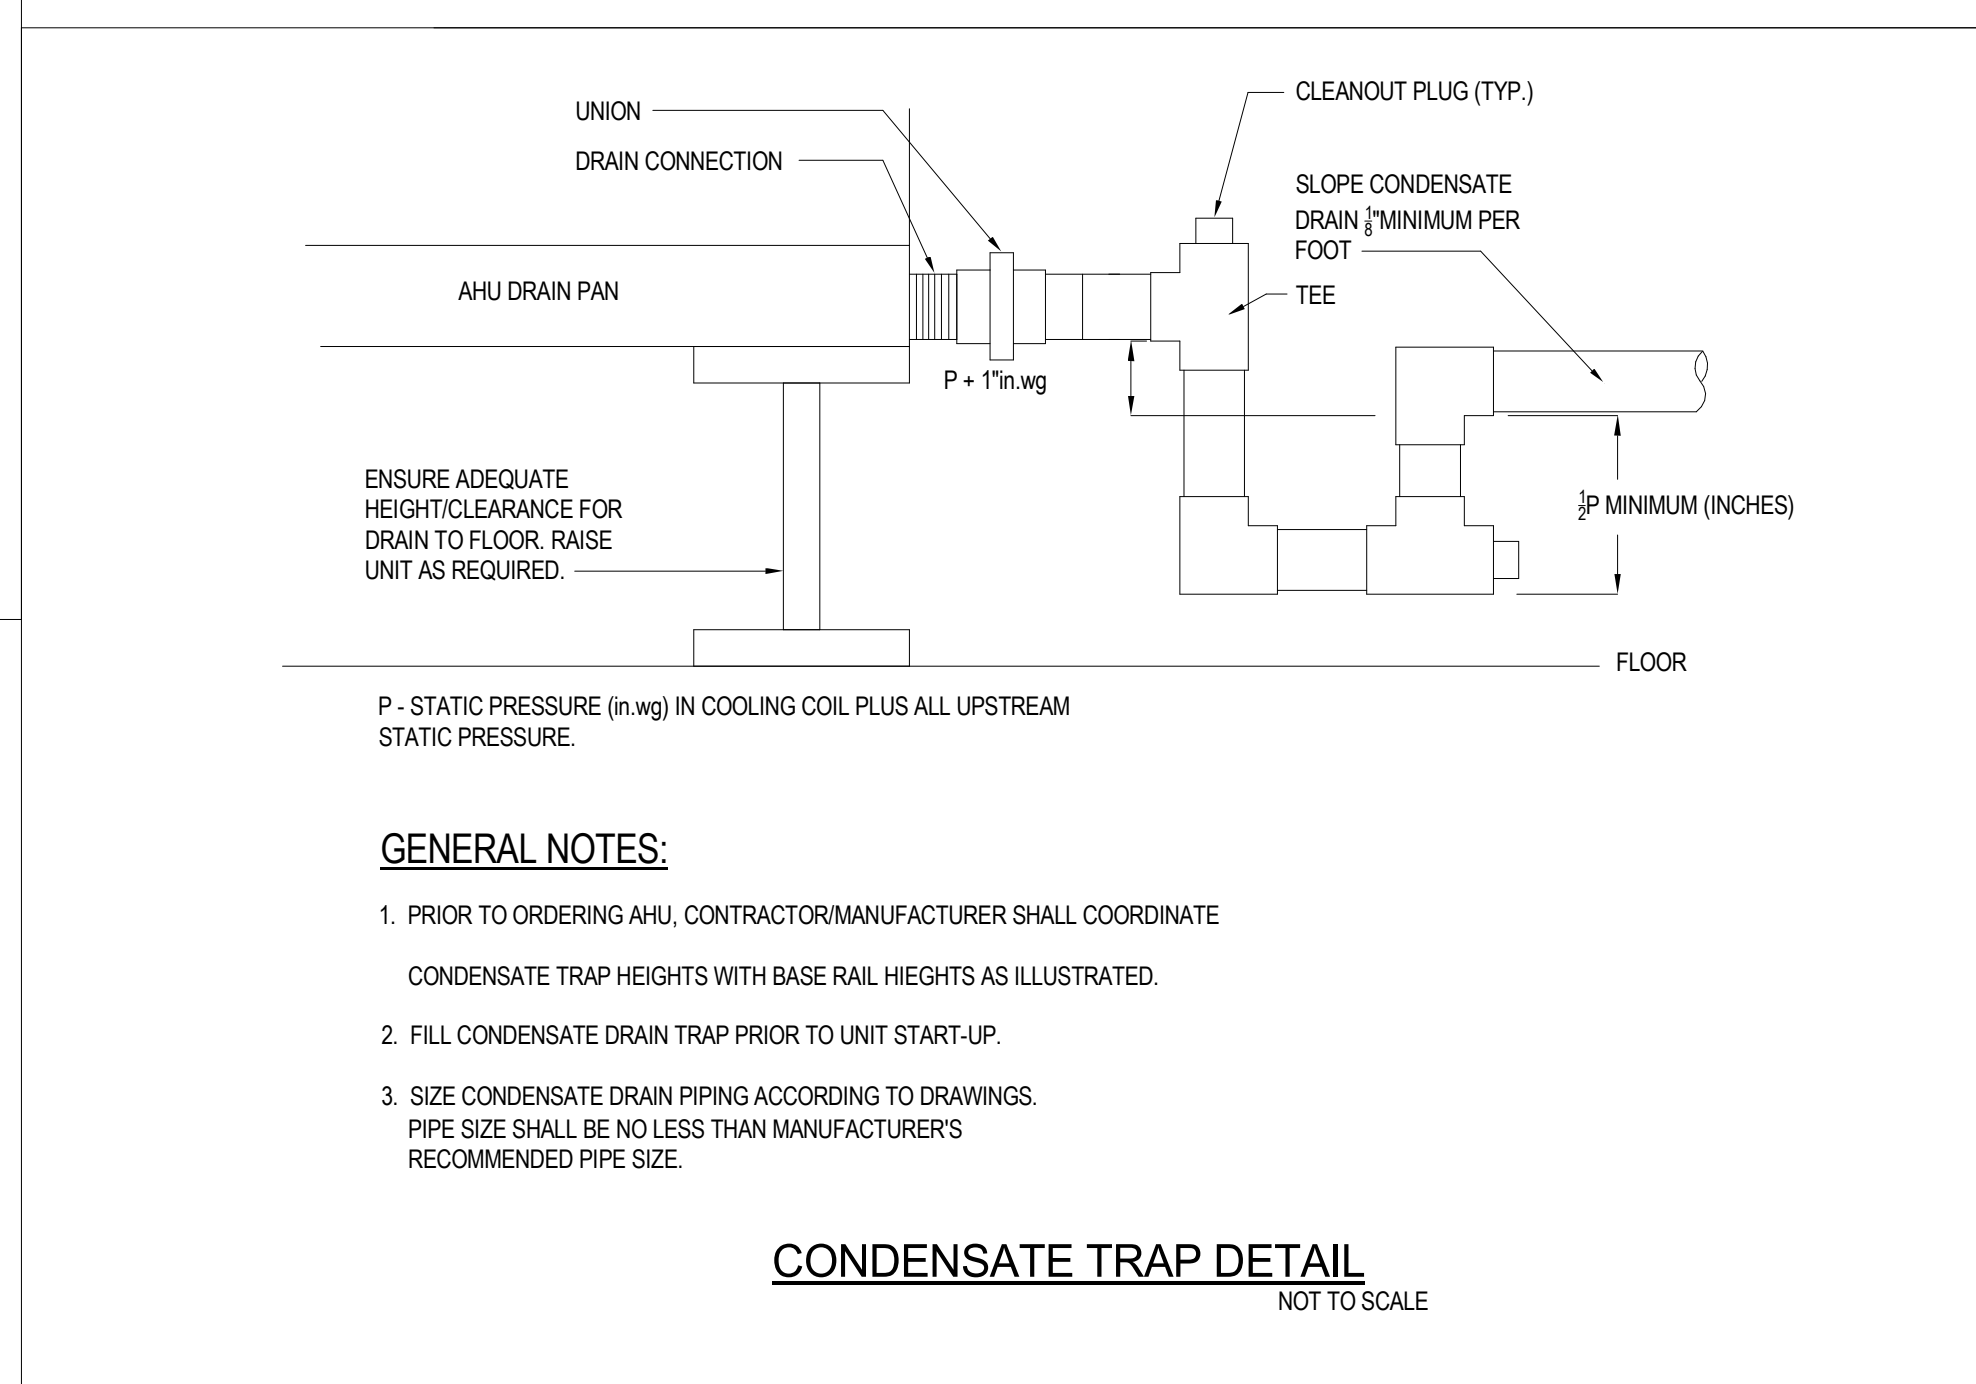 UNION
DRAIN CONNECTION
CLEANOUT PLUG (TYP.)
SLOPE CONDENSATE
DRAIN 1/8"MINIMUM PER
FOOT
TEE
AHU DRAIN PAN
P + 1"in.wg
ENSURE ADEQUATE
HEIGHT/CLEARANCE FOR
DRAIN TO FLOOR. RAISE
UNIT AS REQUIRED.
1/2P MINIMUM (INCHES)
FLOOR
P - STATIC PRESSURE (in.wg) IN COOLING COIL PLUS ALL UPSTREAM
STATIC PRESSURE.
GENERAL NOTES:
1. PRIOR TO ORDERING AHU, CONTRACTOR/MANUFACTURER SHALL COORDINATE
CONDENSATE TRAP HEIGHTS WITH BASE RAIL HIEGHTS AS ILLUSTRATED.
2. FILL CONDENSATE DRAIN TRAP PRIOR TO UNIT START-UP.
3. SIZE CONDENSATE DRAIN PIPING ACCORDING TO DRAWINGS.
PIPE SIZE SHALL BE NO LESS THAN MANUFACTURER'S
RECOMMENDED PIPE SIZE.
CONDENSATE TRAP DETAIL
NOT TO SCALE